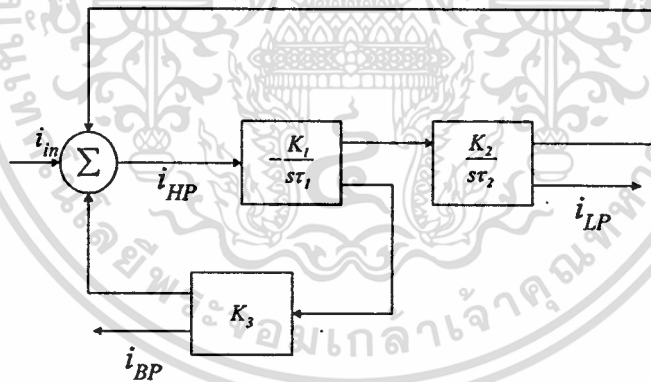 i_in
Σ
i_HP
-K_1/sτ_1
K_2/sτ_2
i_LP
K_3
i_BP